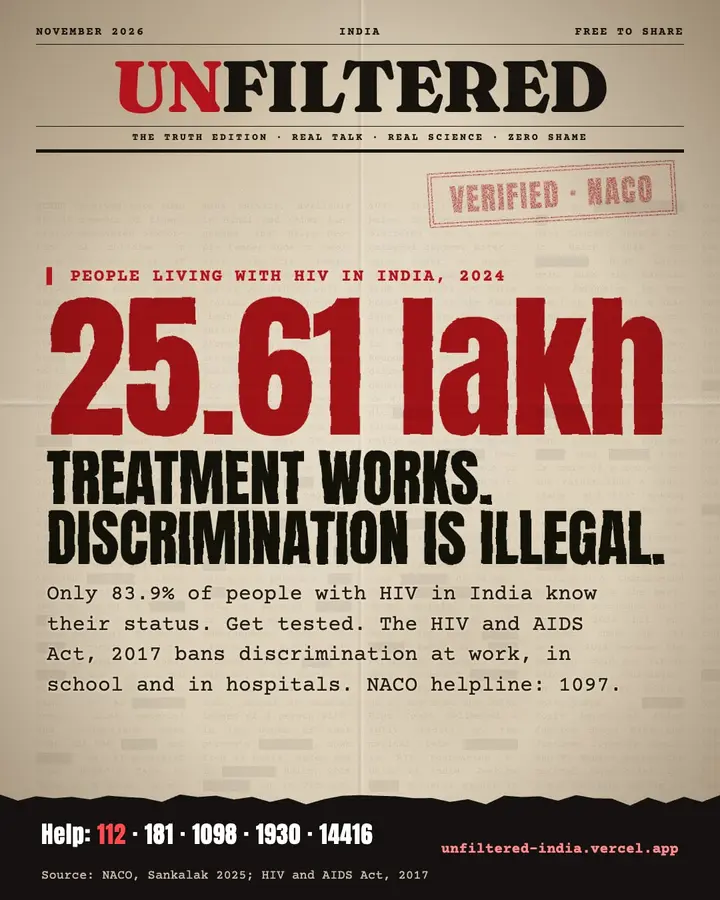 NOVEMBER 2026 INDIA FREE TO SHARE
UNFILTERED
THE TRUTH EDITION · REAL TALK · REAL SCIENCE · ZERO SHAME
VERIFIED · NACO
PEOPLE LIVING WITH HIV IN INDIA, 2024
25.61 lakh
TREATMENT WORKS.
DISCRIMINATION IS ILLEGAL.
Only 83.9% of people with HIV in India know
their status. Get tested. The HIV and AIDS
Act, 2017 bans discrimination at work, in
school and in hospitals. NACO helpline: 1097.
Help: 112 · 181 · 1098 · 1930 · 14416
unfiltered-india.vercel.app
Source: NACO, Sankalak 2025; HIV and AIDS Act, 2017